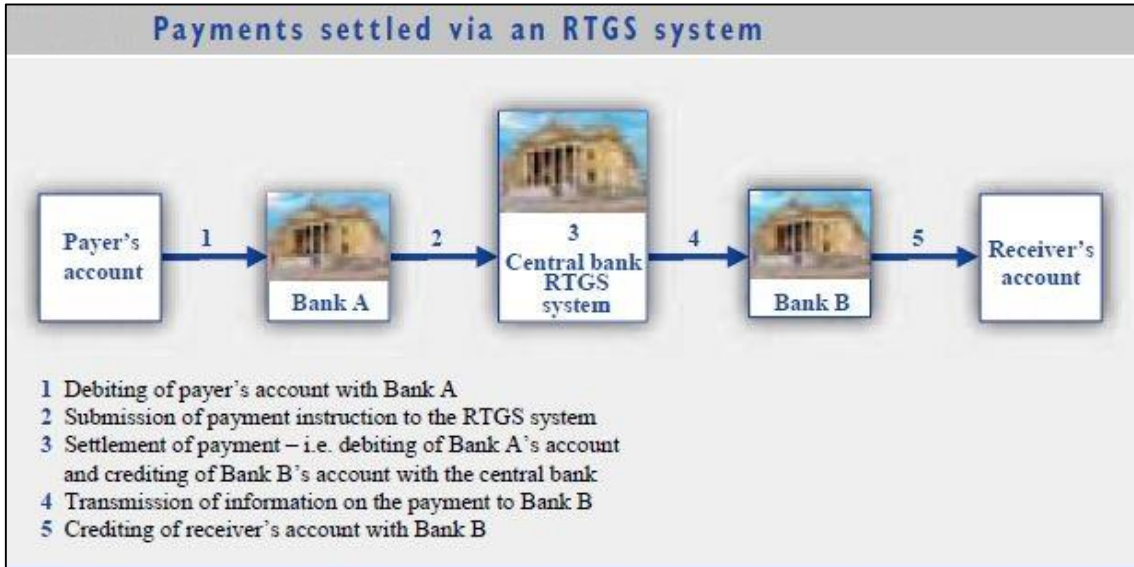 Payments settled via an RTGS system
Payer's
account
1
Bank A
2
3
Central bank
RTGS
system
4
Bank B
5
Receiver's
account
1 Debiting of payer's account with Bank A
2 Submission of payment instruction to the RTGS system
3 Settlement of payment – i.e. debiting of Bank A's account
and crediting of Bank B's account with the central bank
4 Transmission of information on the payment to Bank B
5 Crediting of receiver's account with Bank B